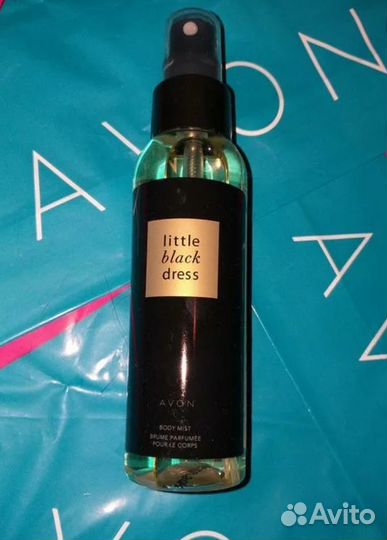 AVON
little
black
dress
AVON
BODY MIST
BRUME PARFUMÉE
POUR LE CORPS
Avito